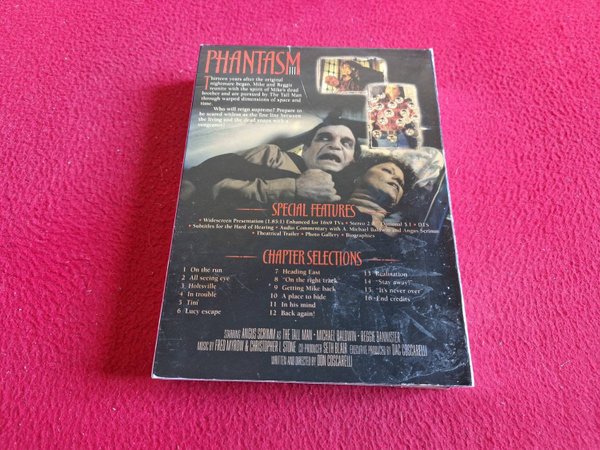 PHANTASM
IIII
Thirteen years after the original
nightmare began, Mike and Reggie
reunite with the spirit of Mike's dead
brother and are pursued by The Tall Man
through warped dimensions of space and
time.
Who will reign supreme? Prepare to
be scared witless as the fine line between
the living and the dead snaps with a
vengeance!
SPECIAL FEATURES
• Widescreen Presentation (1.85:1) Enhanced for 16x9 TVs • Stereo 2.0, Optional 5.1 • DTS
• Subtitles for the Hard of Hearing • Audio Commentary with A. Michael Baldwin and Angus Scrimm
• Theatrical Trailer • Photo Gallery • Biographies
CHAPTER SELECTIONS
1 On the run
2 All seeing eye
3 Holtsville
4 In trouble
5 Tini
6 Lucy escape
7 Heading East
8 "On the right track"
9 Getting Mike back
10 A place to hide
11 In his mind
12 Back again!
13 Realisation
14 "Stay away!"
15 "It's never over"
16 End credits
STARRING ANGUS SCRIMM AS THE TALL MAN • MICHAEL BALDWIN • REGGIE BANNISTER
MUSIC BY FRED MYROW & CHRISTOPHER L. STONE CO-PRODUCER SETH BLAIR EXECUTIVE PRODUCED BY DAC COSCARELLI
WRITTEN AND DIRECTED BY DON COSCARELLI